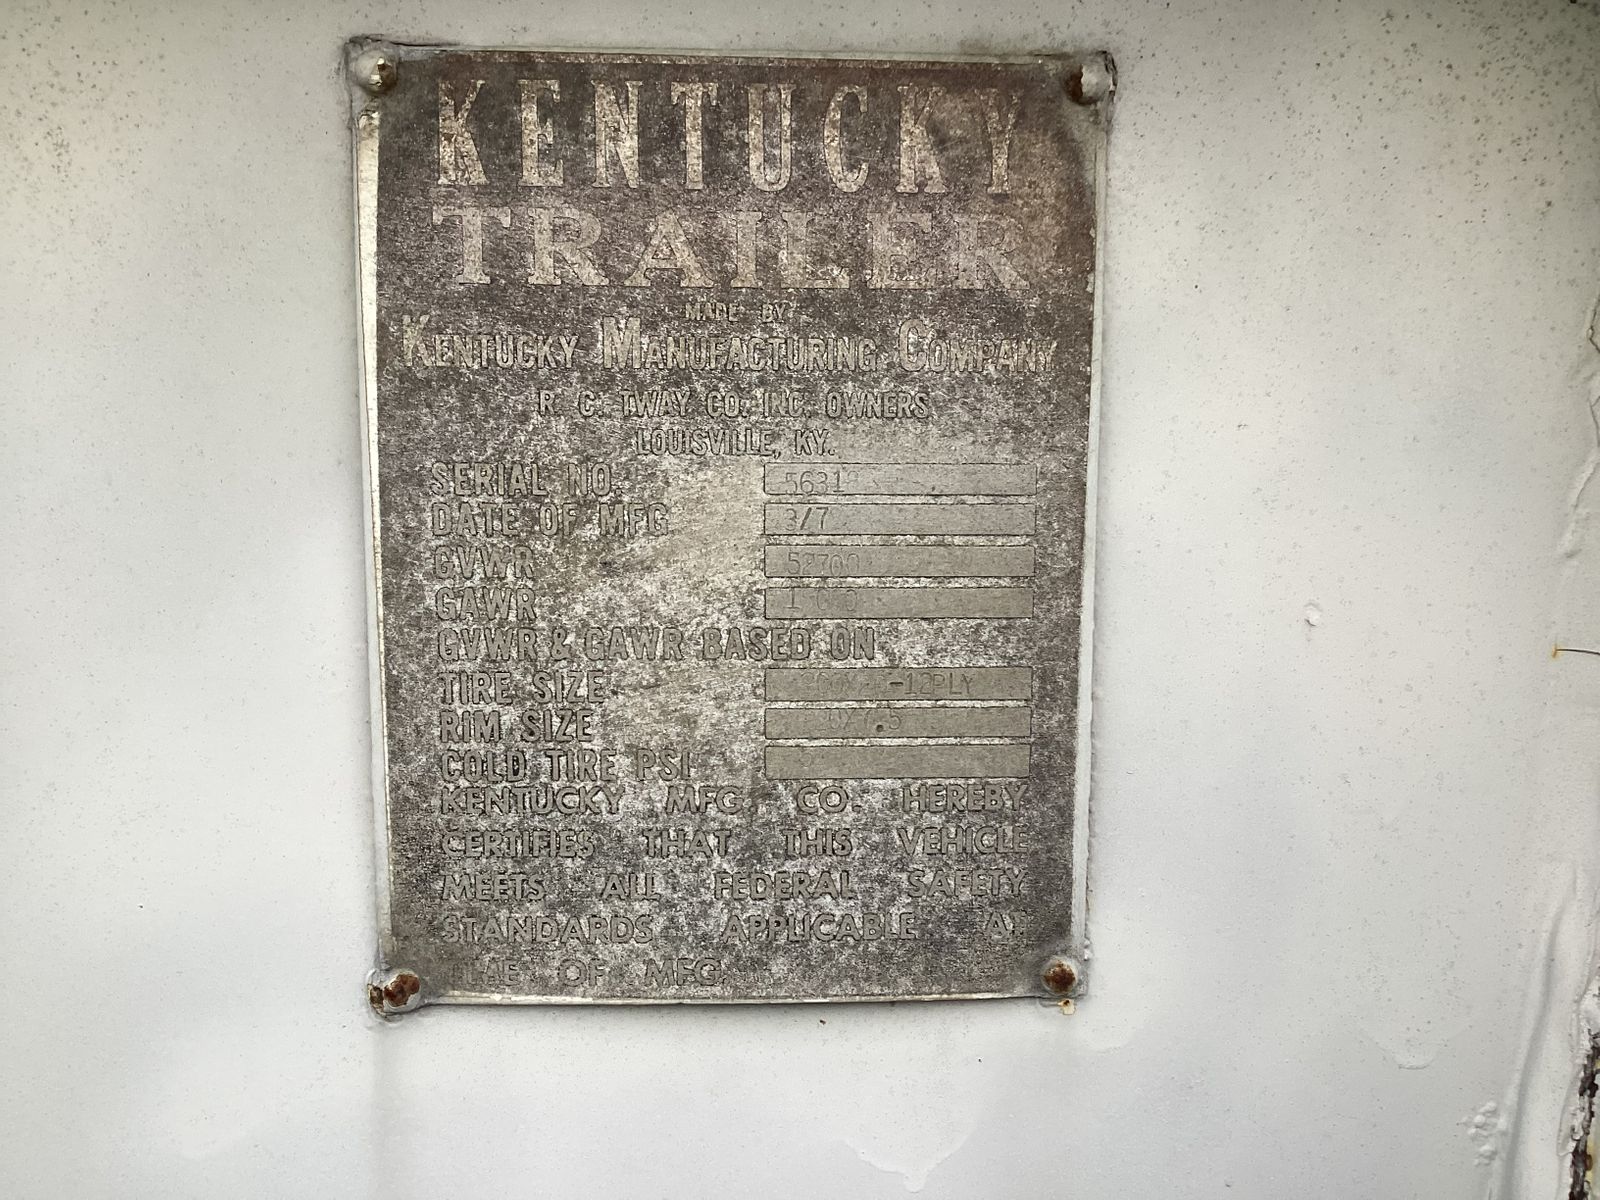 KENTUCKY
TRAILER
MADE BY
KENTUCKY MANUFACTURING COMPANY
R. C. TWAY CO. INC. OWNERS
LOUISVILLE, KY.
SERIAL NO.
DATE OF MFG 3/7
GVWR
GAWR
GVWR & GAWR BASED ON
TIRE SIZE
RIM SIZE
COLD TIRE PSI
KENTUCKY MFG. CO. HEREBY
CERTIFIES THAT THIS VEHICLE
MEETS ALL FEDERAL SAFETY
STANDARDS APPLICABLE AT
OF MFG.